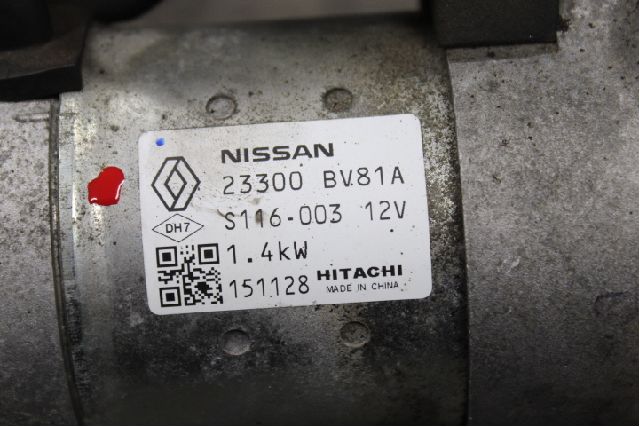 NISSAN
23300 BV81A
DH7
S116-003 12V
1.4kW
151128 HITACHI
MADE IN CHINA